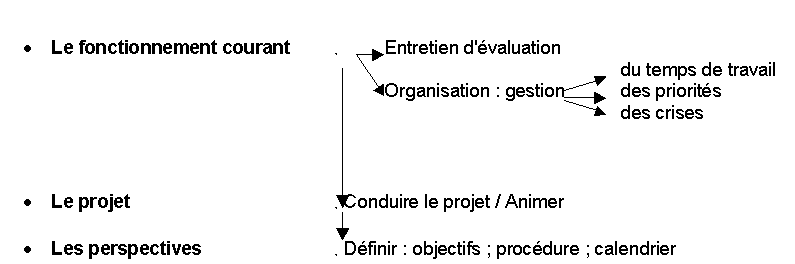 • Le fonctionnement courant . Entretien d'évaluation
du temps de travail
Organisation : gestion des priorités
des crises
• Le projet . Conduire le projet / Animer
• Les perspectives . Définir : objectifs ; procédure ; calendrier